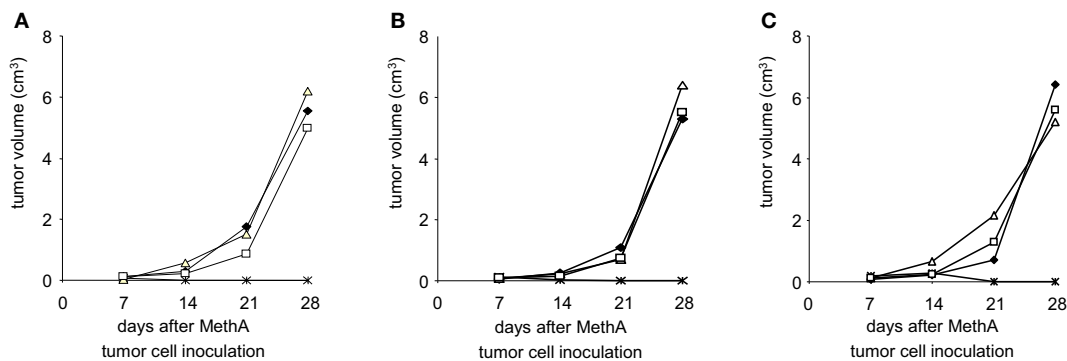 A
tumor volume (cm³)
8
6
4
2
0
0 7 14 21 28
days after MethA
tumor cell inoculation
B
tumor volume (cm³)
8
6
4
2
0
0 7 14 21 28
days after MethA
tumor cell inoculation
C
tumor volume (cm³)
8
6
4
2
0
0 7 14 21 28
days after MethA
tumor cell inoculation